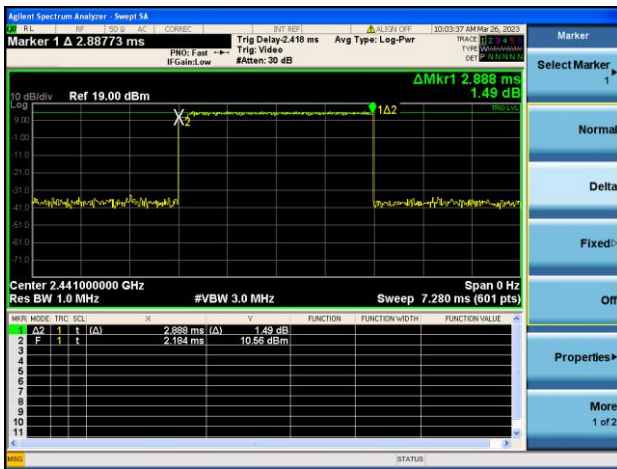 Agilent Spectrum Analyzer - Swept SA
RL RF 50 Ω AC CORREC INT REF ALIGN OFF 10:03:37 AM Mar 26, 2023
Marker 1 Δ 2.88773 ms
PNO: Fast
IFGain:Low
Trig Delay-2.418 ms
Trig: Video
#Atten: 30 dB
Avg Type: Log-Pwr
TRACE 1 2 3 4 5 6
TYPE WWWWWW
DET P N N N N N
ΔMkr1 2.888 ms
1.49 dB
10 dB/div Ref 19.00 dBm
Log
TRIG LVL
9.00
-1.00
-11.0
-21.0
-31.0
-41.0
-51.0
-61.0
-71.0
2
1Δ2
Center 2.441000000 GHz Span 0 Hz
Res BW 1.0 MHz #VBW 3.0 MHz Sweep 7.280 ms (601 pts)
MKR MODE TRC SCL X Y FUNCTION FUNCTION WIDTH FUNCTION VALUE
1 Δ2 1 t (Δ) 2.888 ms (Δ) 1.49 dB
2 F 1 t 2.184 ms 10.56 dBm
3
4
5
6
7
8
9
10
11
MSG STATUS
Marker
Select Marker
1
Normal
Delta
Fixed
Off
Properties
More
1 of 2